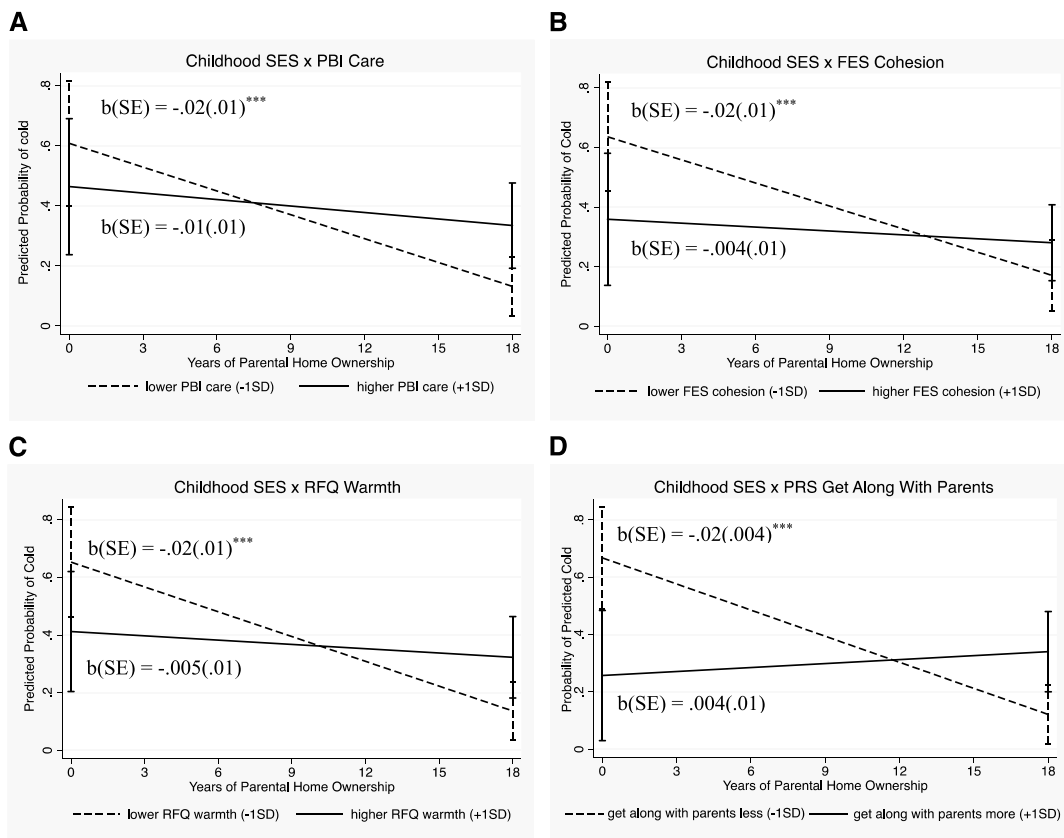 A
Childhood SES x PBI Care
Predicted Probability of cold
.8
.6
.4
.2
0
b(SE) = -.02(.01)***
b(SE) = -.01(.01)
0 3 6 9 12 15 18
Years of Parental Home Ownership
lower PBI care (-1SD) higher PBI care (+1SD)
B
Childhood SES x FES Cohesion
Predicted Probability of Cold
.8
.6
.4
.2
0
b(SE) = -.02(.01)***
b(SE) = -.004(.01)
0 3 6 9 12 15 18
Years of Parental Home Ownership
lower FES cohesion (-1SD) higher FES cohesion (+1SD)
C
Childhood SES x RFQ Warmth
Predicted Probability of Cold
.8
.6
.4
.2
0
b(SE) = -.02(.01)***
b(SE) = -.005(.01)
0 3 6 9 12 15 18
Years of Parental Home Ownership
lower RFQ warmth (-1SD) higher RFQ warmth (+1SD)
D
Childhood SES x PRS Get Along With Parents
Probability of Predicted Cold
.8
.6
.4
.2
0
b(SE) = -.02(.004)***
b(SE) = .004(.01)
0 3 6 9 12 15 18
Years of Parental Home Ownership
get along with parents less (-1SD) get along with parents more (+1SD)